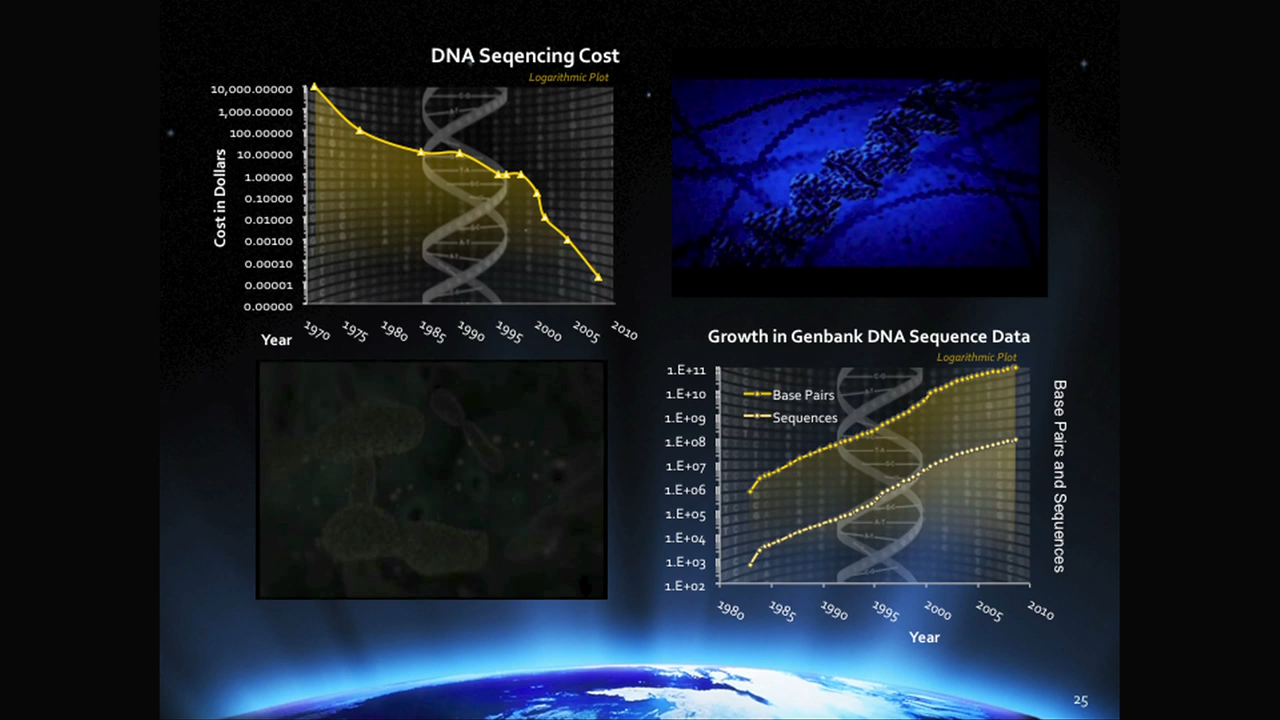 DNA Seqencing Cost
Logarithmic Plot
10,000.00000
1,000.00000
100.00000
10.00000
1.00000
0.10000
0.01000
0.00100
0.00010
0.00001
0.00000
Cost in Dollars
1970
1975
1980
1985
1990
1995
2000
2005
2010
Year
Growth in Genbank DNA Sequence Data
Logarithmic Plot
1.E+11
1.E+10
1.E+09
1.E+08
1.E+07
1.E+06
1.E+05
1.E+04
1.E+03
1.E+02
Base Pairs
Sequences
Base Pairs and Sequences
1980
1985
1990
1995
2000
2005
2010
Year
25